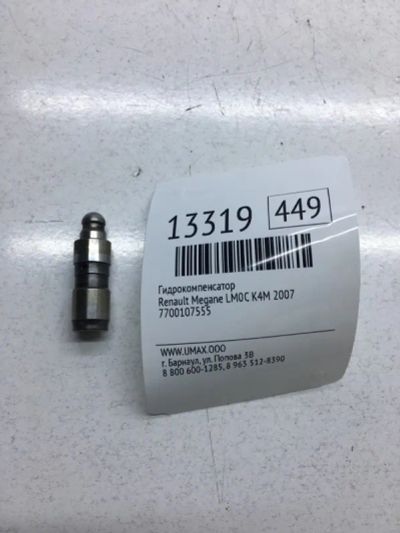 13319 449
Гидрокомпенсатор
Renault Megane LM0C K4M 2007
7700107555
WWW.UMAX.OOO
г. Барнаул, ул. Попова 3В
8 800 600-1285, 8 963 512-8390